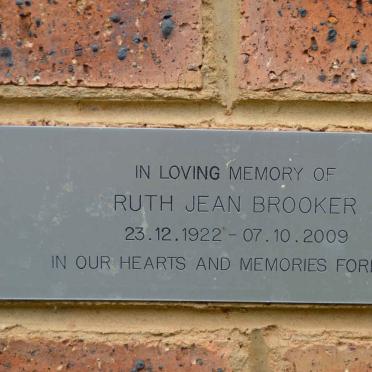 IN LOVING MEMORY OF
RUTH JEAN BROOKER
23.12.1922 - 07.10.2009
IN OUR HEARTS AND MEMORIES